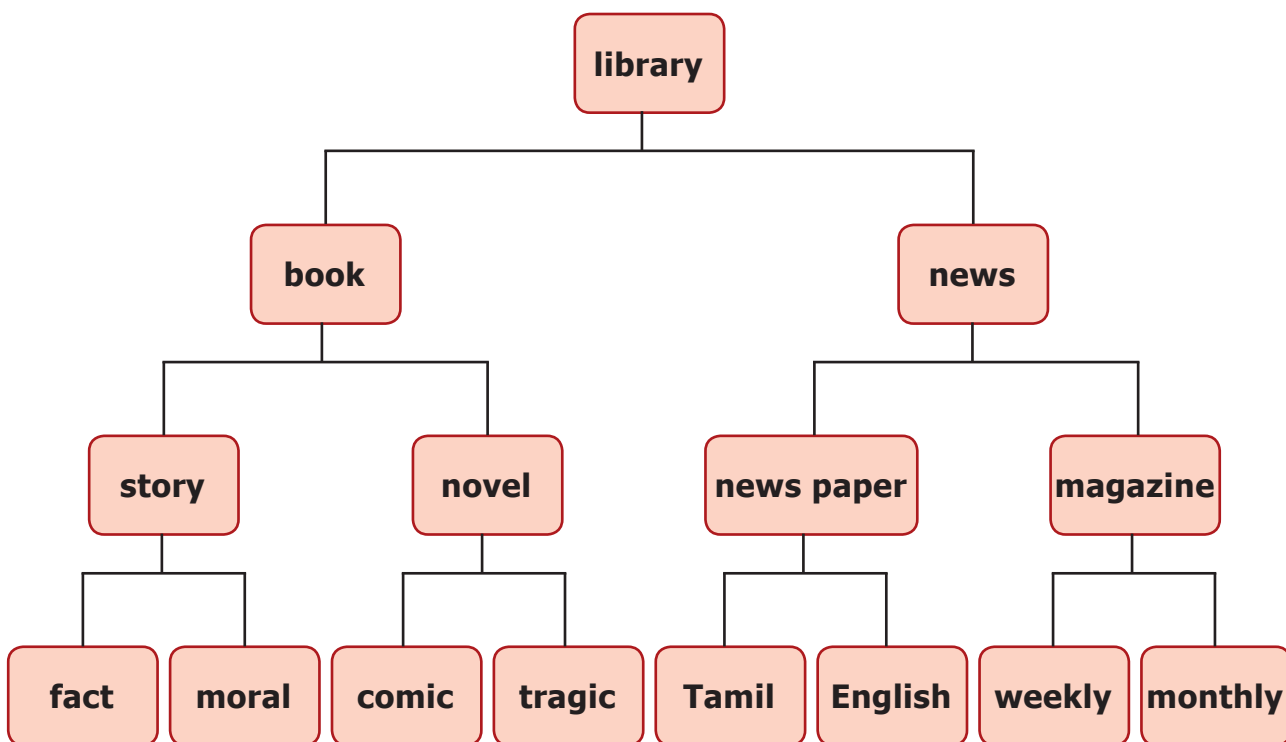 library
book
news
story
novel
news paper
magazine
fact
moral
comic
tragic
Tamil
English
weekly
monthly